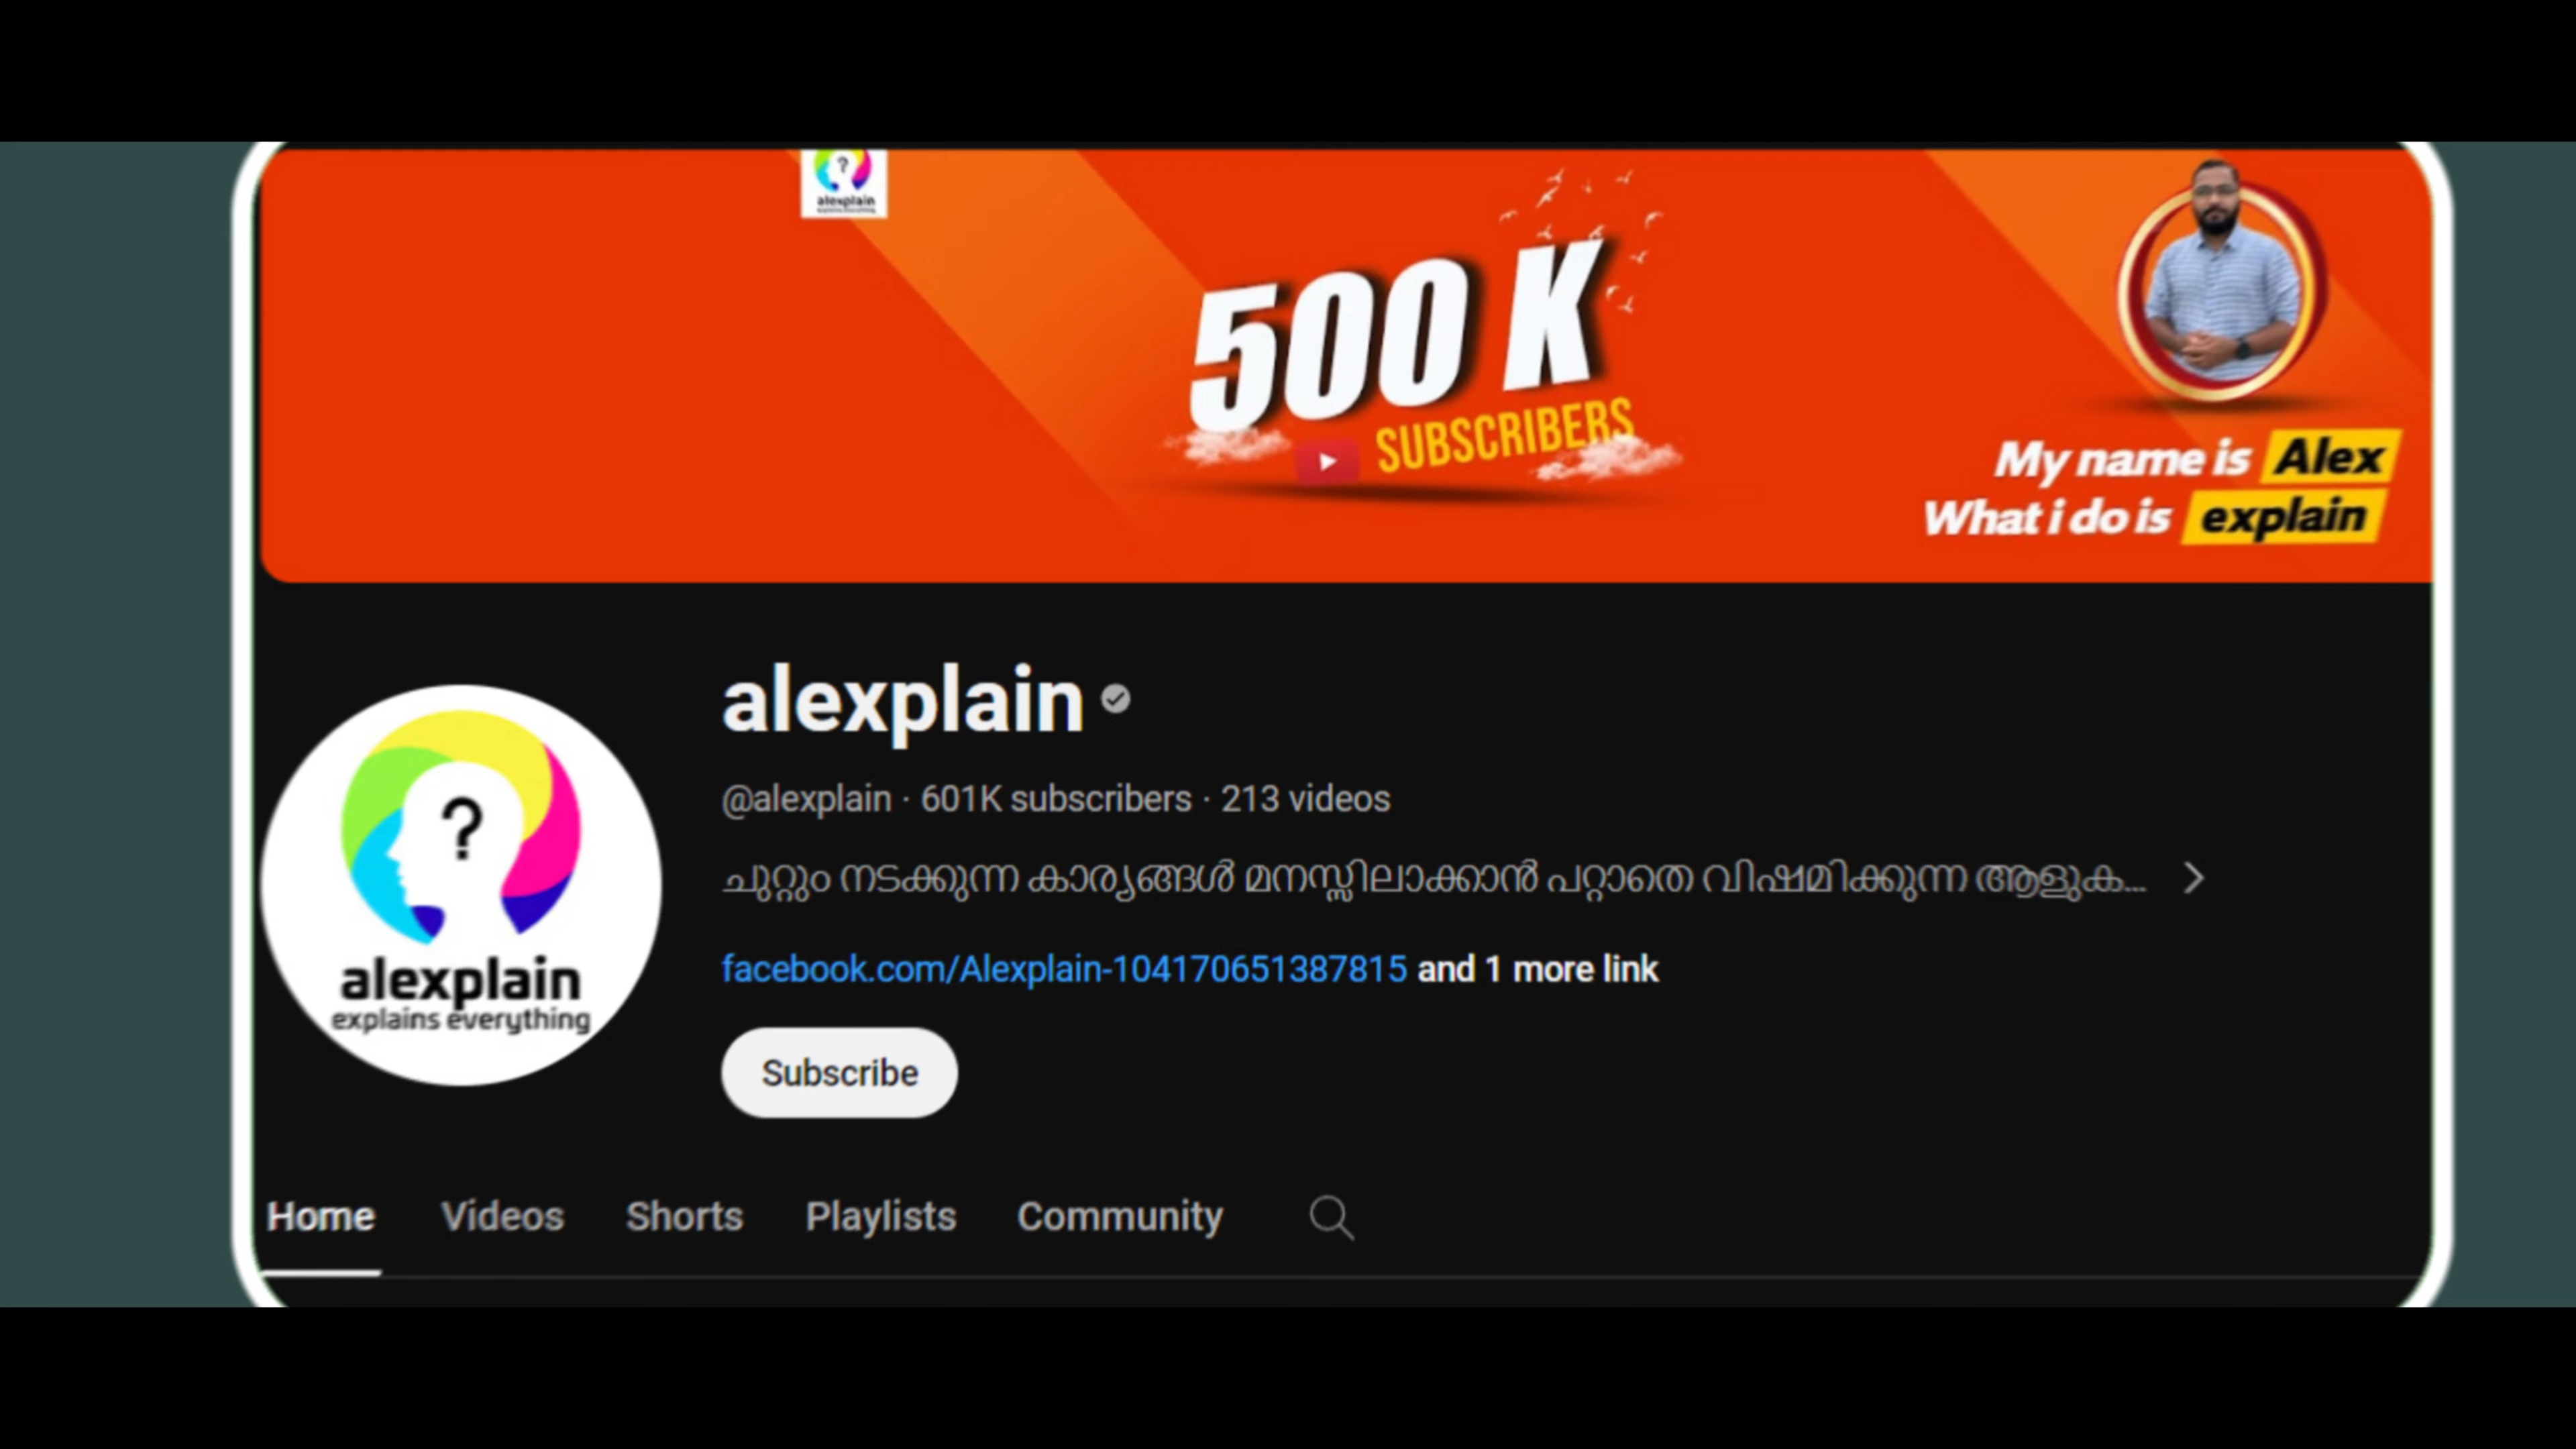 ?
alexplain
500 K
SUBSCRIBERS
My name is Alex
What i do is explain
alexplain
@alexplain · 601K subscribers · 213 videos
ചുറ്റും നടക്കുന്ന കാര്യങ്ങൾ മനസ്സിലാക്കാൻ പറ്റാതെ വിഷമിക്കുന്ന ആളുക...
facebook.com/Alexplain-104170651387815 and 1 more link
Subscribe
?
alexplain
explains everything
Home Videos Shorts Playlists Community